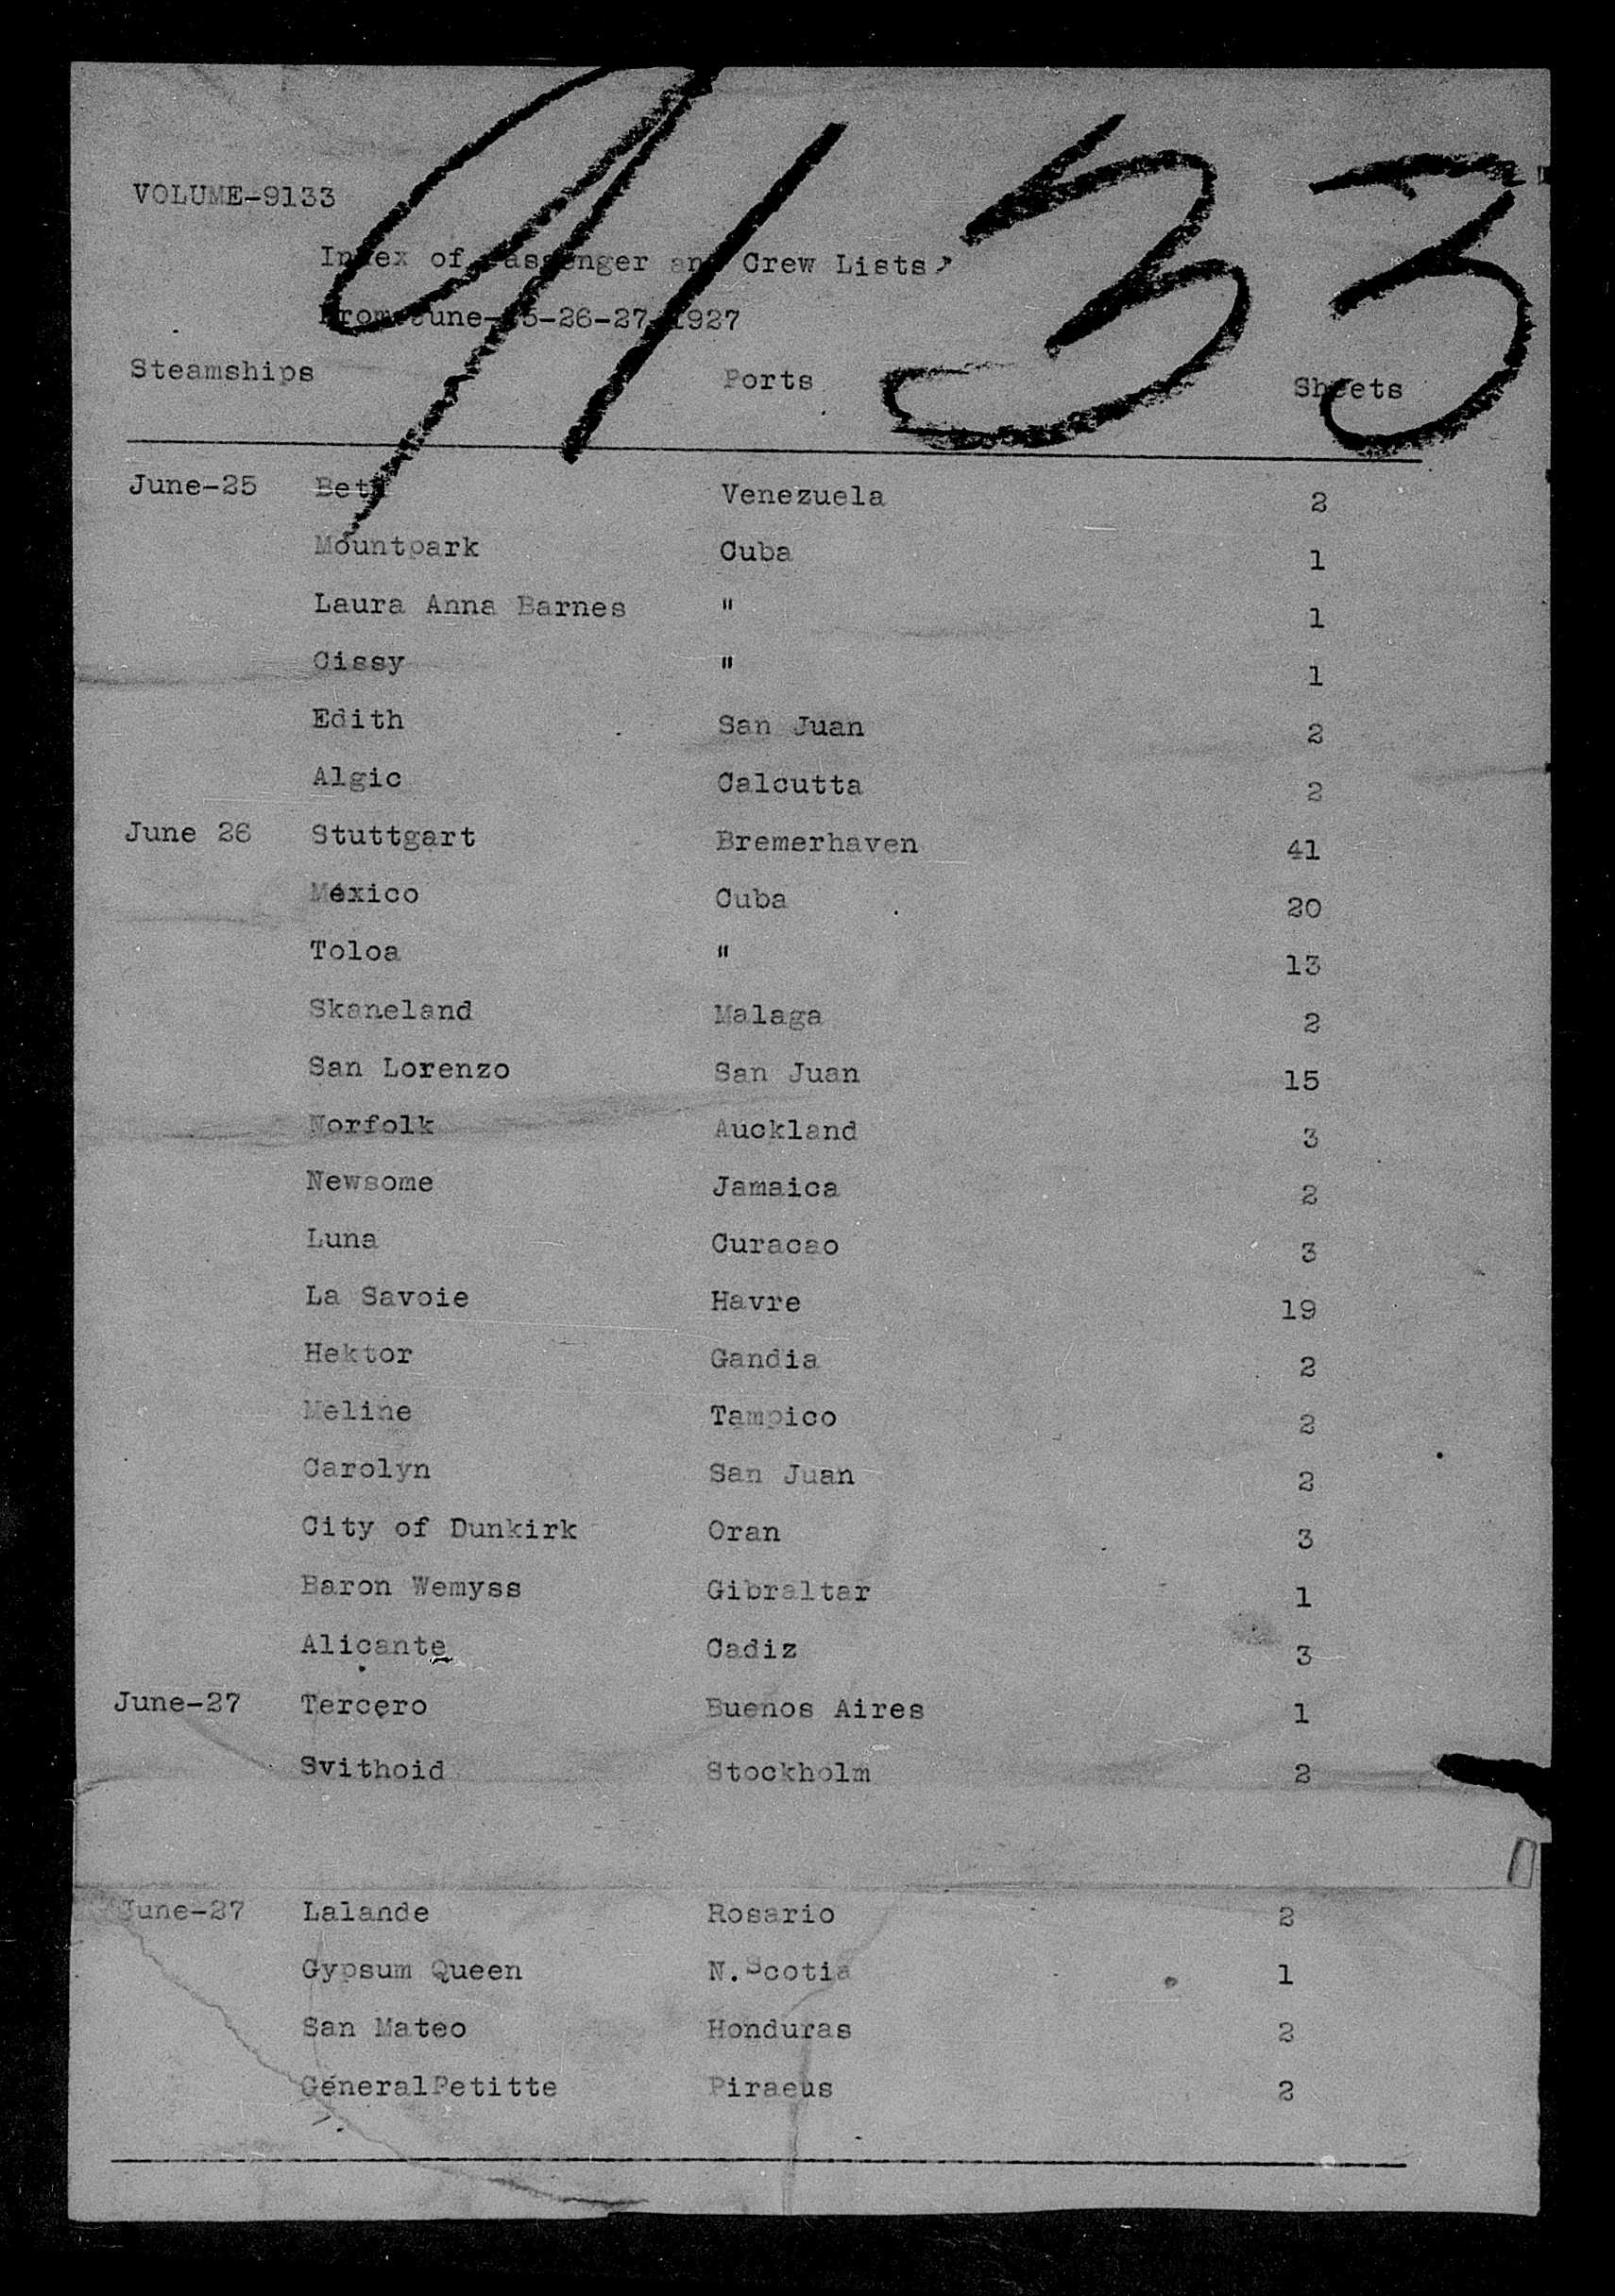 9133
VOLUME-9133
Index of Passenger and Crew Lists
From June-25-26-27-1927
Steamships Ports Sheets
June-25 Beta Venezuela 2
Mountpark Cuba 1
Laura Anna Barnes " 1
Cissy " 1
Edith San Juan 2
Algic Calcutta 2
June 26 Stuttgart Bremerhaven 41
México Cuba 20
Toloa " 13
Skaneland Malaga 2
San Lorenzo San Juan 15
Norfolk Auckland 3
Newsome Jamaica 2
Luna Curacao 3
La Savoie Havre 19
Hektor Gandia 2
Meline Tampico 2
Carolyn San Juan 2
City of Dunkirk Oran 3
Baron Wemyss Gibraltar 1
Alicante Cadiz 3
June-27 Tercero Buenos Aires 1
Svithoid Stockholm 2
June-27 Lalande Rosario 2
Gypsum Queen N.Scotia 1
San Mateo Honduras 2
GeneralPetitte Piraeus 2